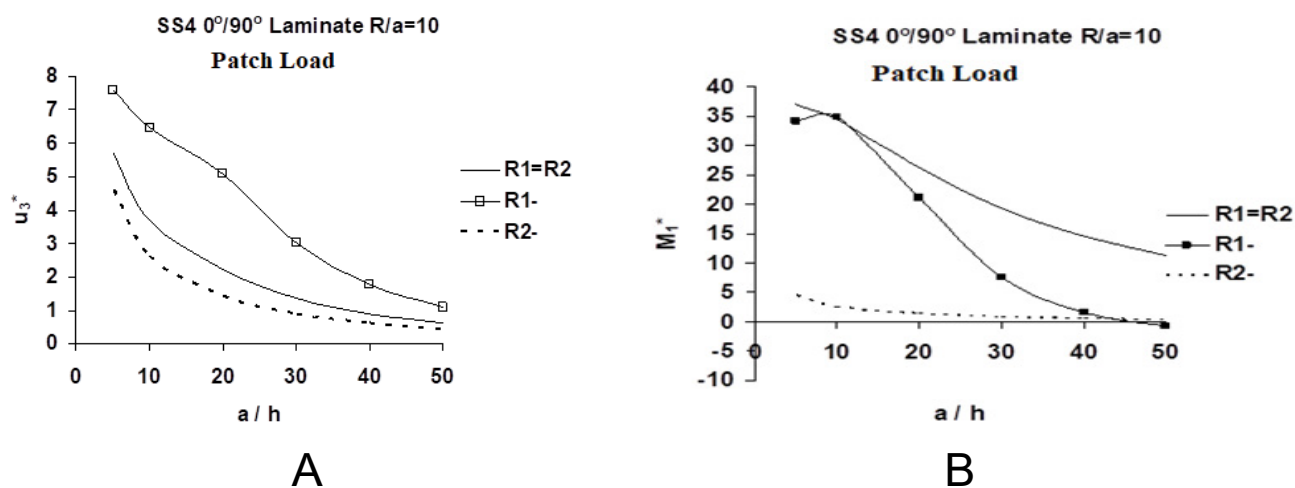 SS4 0°/90° Laminate R/a=10
Patch Load
8
7
6
5
4
3
2
1
0
u3*
0 10 20 30 40 50
a / h
R1=R2
R1-
R2-
A
SS4 0°/90° Laminate R/a=10
Patch Load
40
35
30
25
20
15
10
5
0
-5
-10
M1*
0 10 20 30 40 50
a / h
R1=R2
R1-
R2-
B